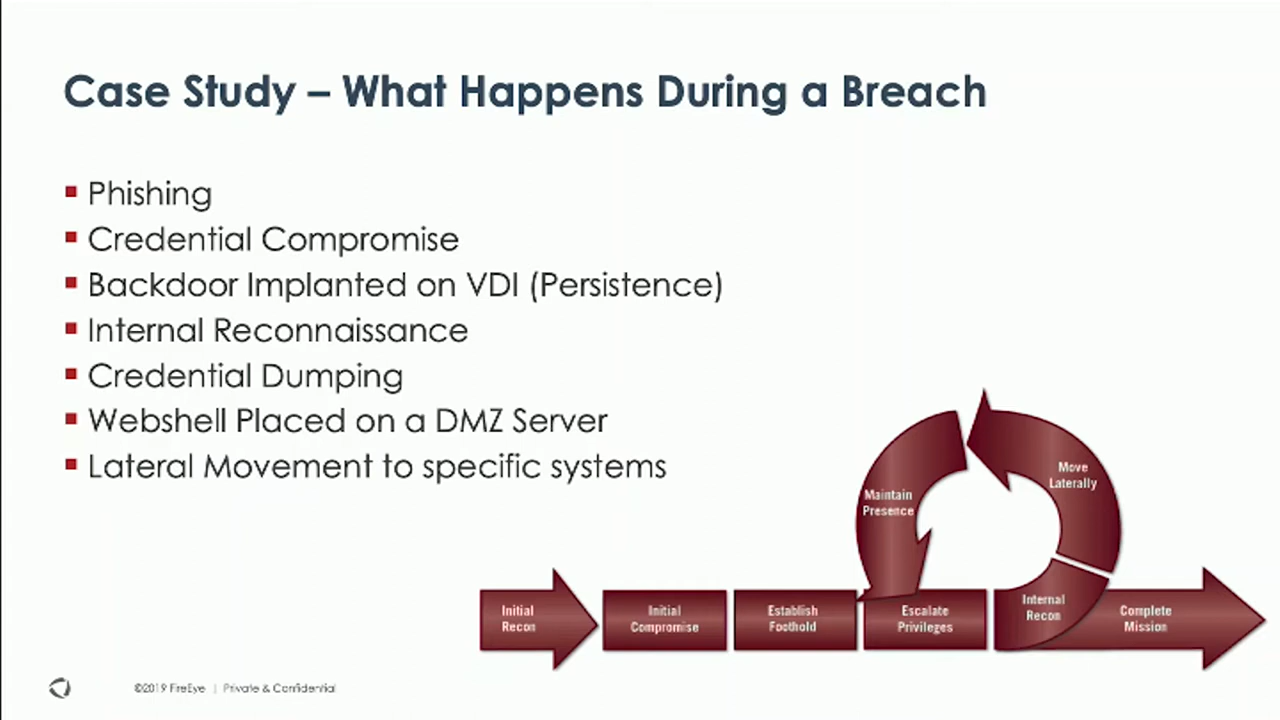 Case Study – What Happens During a Breach
Phishing
Credential Compromise
Backdoor Implanted on VDI (Persistence)
Internal Reconnaissance
Credential Dumping
Webshell Placed on a DMZ Server
Lateral Movement to specific systems
Initial
Recon
Initial
Compromise
Establish
Foothold
Escalate
Privileges
Internal
Recon
Move
Laterally
Maintain
Presence
Complete
Mission
©2019 FireEye | Private & Confidential